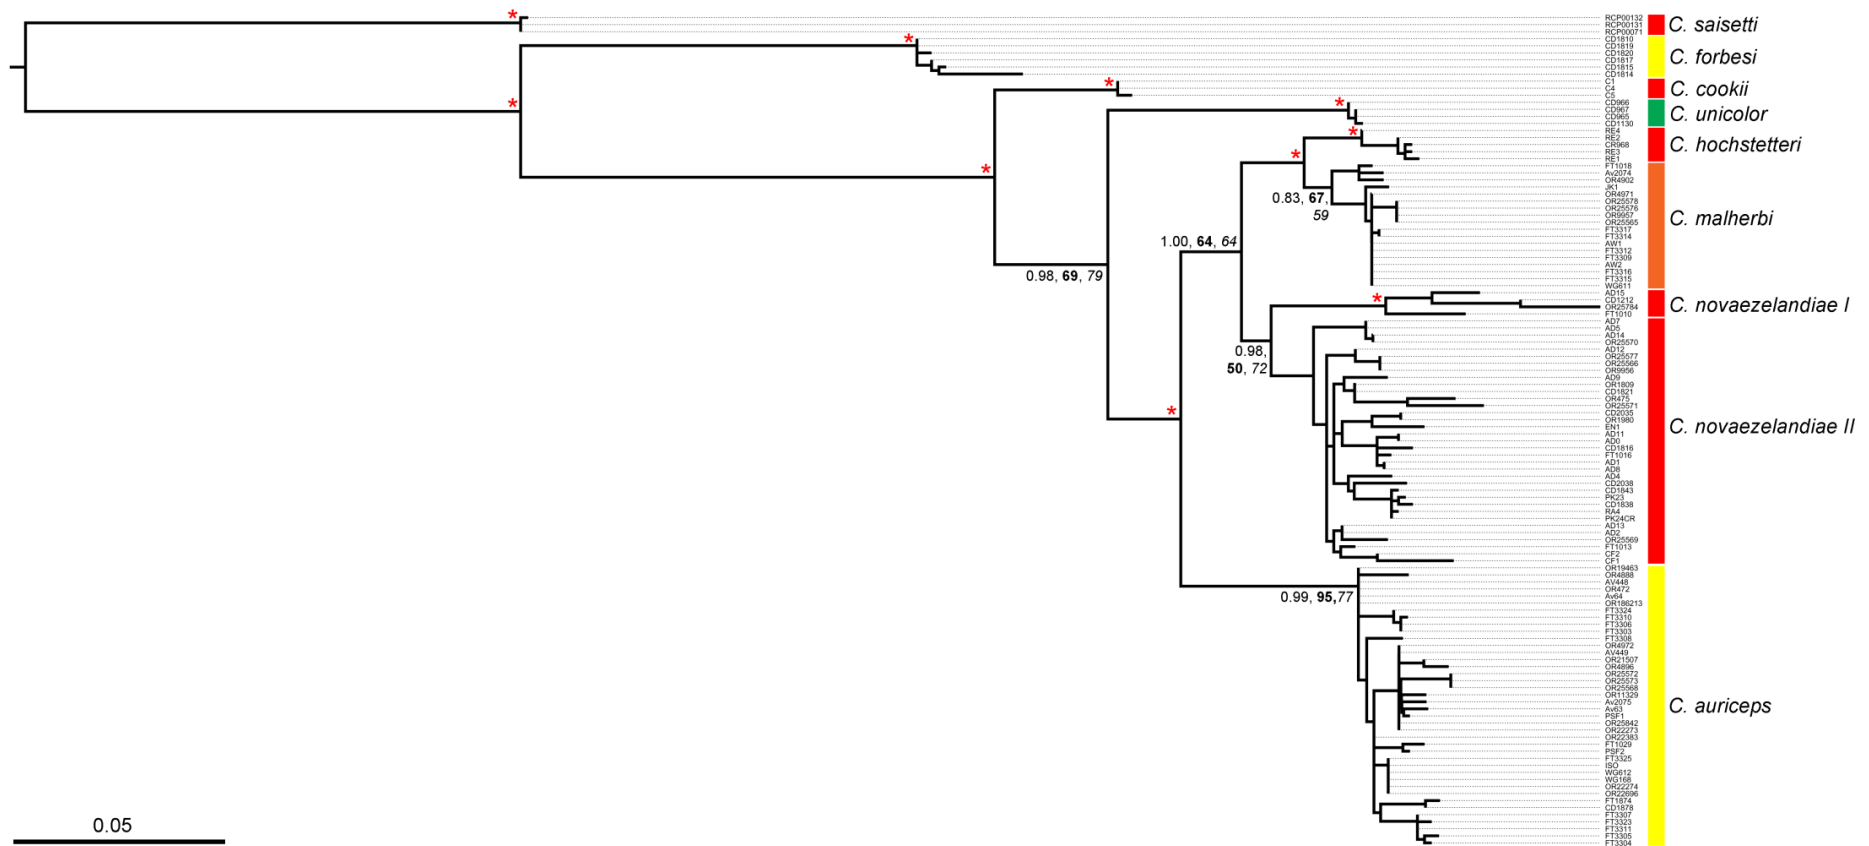 RCP00132
RCP00131
RCP00071
C. saisetti
CD1810
CD1819
CD1820
CD1817
CD1815
CD1814
C. forbesi
C1
C4
C5
C. cookii
CD966
CD967
CD965
CD1130
C. unicolor
RE4
RE2
CR968
RE3
RE1
C. hochstetteri
FT1018
Av2074
OR4902
JK1
OR4971
OR25578
OR25576
OR9957
OR25565
FT3317
FT3314
AW1
FT3312
FT3309
AW2
FT3316
FT3315
WG611
C. malherbi
0.83, 67,
59
1.00, 64, 64
0.98, 69, 79
AD15
CD1212
OR25784
FT1010
C. novaezelandiae I
0.98,
50, 72
AD7
AD5
AD14
OR25570
AD12
OR25577
OR25566
OR9956
AD9
OR1809
CD1821
OR475
OR25571
CD2035
OR1980
EN1
AD11
AD0
CD1816
FT1016
AD1
AD8
AD4
CD2038
CD1843
PK23
CD1838
RA4
PK24CR
AD13
AD2
OR25569
FT1013
CF2
CF1
C. novaezelandiae II
0.99, 95,77
OR19463
OR4888
AV448
OR472
Av64
OR186213
FT3324
FT3310
FT3306
FT3303
FT3308
OR4972
AV449
OR21507
OR4896
OR25572
OR25573
OR25568
OR11329
Av2075
Av63
PSF1
OR25842
OR22273
OR22383
FT1029
PSF2
FT3325
ISO
WG612
WG168
OR22274
OR22696
FT1874
CD1878
FT3307
FT3323
FT3311
FT3305
FT3304
C. auriceps
0.05